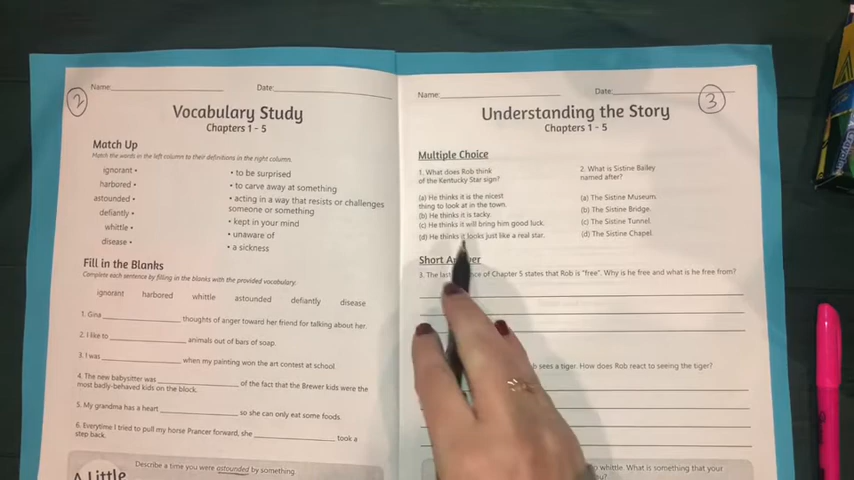 2
Name: Date:
Vocabulary Study
Chapters 1 - 5
Match Up
Match the words in the left column to their definitions in the right column.
ignorant •
harbored •
astounded •
defiantly •
whittle •
disease •
• to be surprised
• to carve away at something
• acting in a way that resists or challenges
someone or something
• kept in your mind
• unaware of
• a sickness
Fill in the Blanks
Complete each sentence by filling in the blanks with the provided vocabulary.
ignorant harbored whittle astounded defiantly disease
1. Gina ______________ thoughts of anger toward her friend for talking about her.
2. I like to ______________ animals out of bars of soap.
3. I was ______________ when my painting won the art contest at school.
4. The new babysitter was ______________ of the fact that the Brewer kids were the
most badly-behaved kids on the block.
5. My grandma has a heart ______________ so she can only eat some foods.
6. Everytime I tried to pull my horse Prancer forward, she ______________ took a
step back.
A Little
Describe a time you were astounded by something.
Name: Date:
3
Understanding the Story
Chapters 1 - 5
Multiple Choice
1. What does Rob think
of the Kentucky Star sign?
(a) He thinks it is the nicest
thing to look at in the town.
(b) He thinks it is tacky.
(c) He thinks it will bring him good luck.
(d) He thinks it looks just like a real star.
2. What is Sistine Bailey
named after?
(a) The Sistine Museum.
(b) The Sistine Bridge.
(c) The Sistine Tunnel.
(d) The Sistine Chapel.
Short
3. The last of Chapter 5 states that Rob is "free". Why is he free and what is he free from?
sees a tiger. How does Rob react to seeing the tiger?
whittle. What is something that your